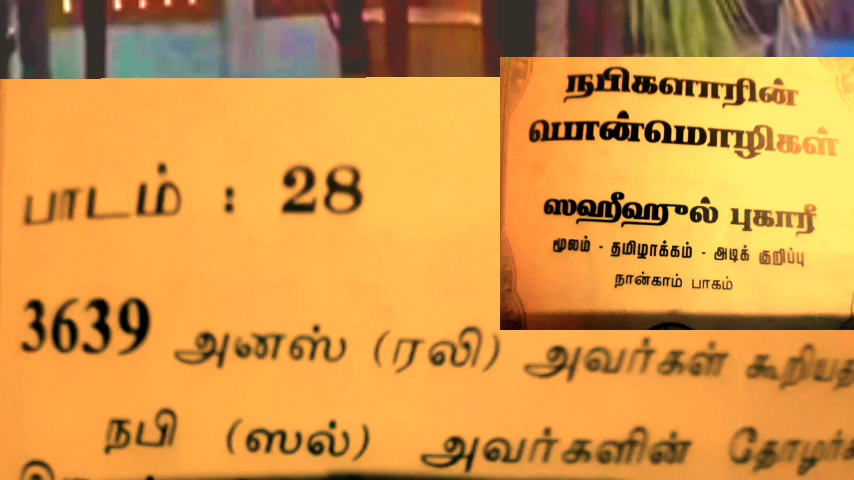 நபிகளாரின்
பொன்மொழிகள்
ஸஹீஹுல் புகாரீ
மூலம் - தமிழாக்கம் - அடிக் குறிப்பு
நான்காம் பாகம்
பாடம் : 28
3639 அனஸ் (ரலி) அவர்கள்
நபி (ஸல்) அவர்களின்